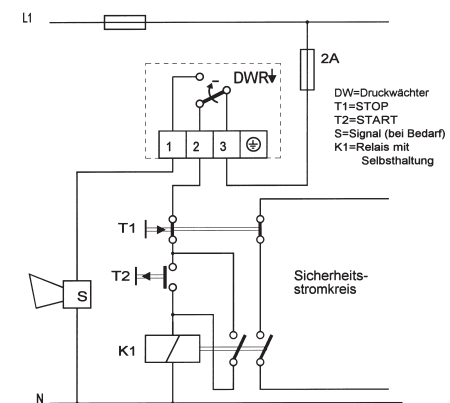 L1
2A
DWR
DW=Druckwächter
T1=STOP
T2=START
S=Signal (bei Bedarf)
K1=Relais mit
Selbsthaltung
1 2 3
T1
T2
Sicherheits-
stromkreis
S
K1
N